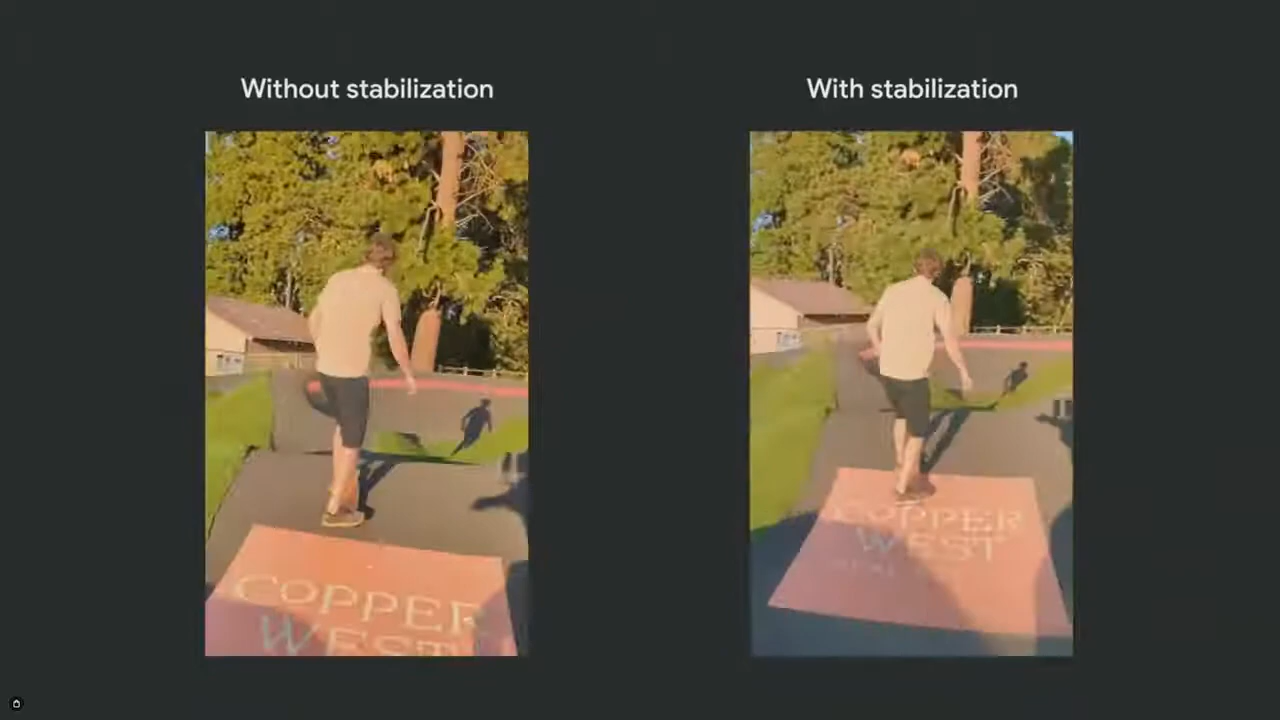 Without stabilization
With stabilization
COPPER
WEST
COPPER
WEST